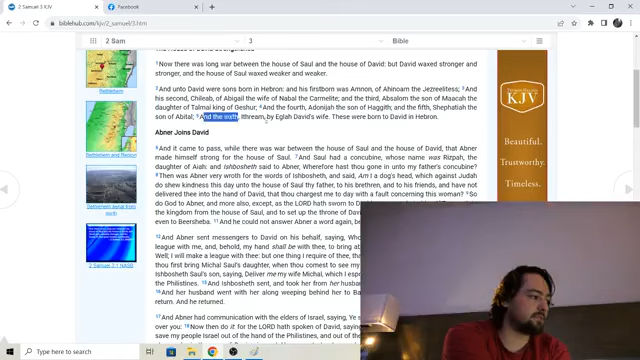 2 Samuel 3 KJV
Facebook
biblehub.com/kjv/2_samuel/3.htm
2 Sam
3
Bible
Bethlehem
Bethlehem and Region
Bethlehem aerial from north
2 Samuel 3:1 NASB
1Now there was long war between the house of Saul and the house of David: but David waxed stronger and
stronger, and the house of Saul waxed weaker and weaker.
2And unto David were sons born in Hebron: and his firstborn was Amnon, of Ahinoam the Jezreelitess; 3And
his second, Chileab, of Abigail the wife of Nabal the Carmelite; and the third, Absalom the son of Maacah the
daughter of Talmai king of Geshur; 4And the fourth, Adonijah the son of Haggith; and the fifth, Shephatiah the
son of Abital; 5And the sixth, Ithream, by Eglah David's wife. These were born to David in Hebron.
Abner Joins David
6And it came to pass, while there was war between the house of Saul and the house of David, that Abner
made himself strong for the house of Saul. 7And Saul had a concubine, whose name was Rizpah, the
daughter of Aiah: and Ishbosheth said to Abner, Wherefore hast thou gone in unto my father's concubine?
8Then was Abner very wroth for the words of Ishbosheth, and said, Am I a dog's head, which against Judah
do shew kindness this day unto the house of Saul thy father, to his brethren, and to his friends, and have not
delivered thee into the hand of David, that thou chargest me to day with a fault concerning this woman? 9So
do God to Abner, and more also, except, as the LORD hath sworn to D
the kingdom from the house of Saul, and to set up the throne of Davi
even to Beersheba. 11And he could not answer Abner a word again, be
12And Abner sent messengers to David on his behalf, saying, Who
league with me, and, behold, my hand shall be with thee, to bring ab
Well; I will make a league with thee: but one thing I require of thee, tha
thou first bring Michal Saul's daughter, when thou comest to see my
Ishbosheth Saul's son, saying, Deliver me my wife Michal, which I esp
the Philistines. 15And Ishbosheth sent, and took her from her husban
16And her husband went with her along weeping behind her to Ba
return. And he returned.
17And Abner had communication with the elders of Israel, saying, Ye s
over you: 18Now then do it: for the LORD hath spoken of David, sayin
save my people Israel out of the hand of the Philistines, and out of the
KJV
Beautiful.
Trustworthy.
Timeless.
Type here to search